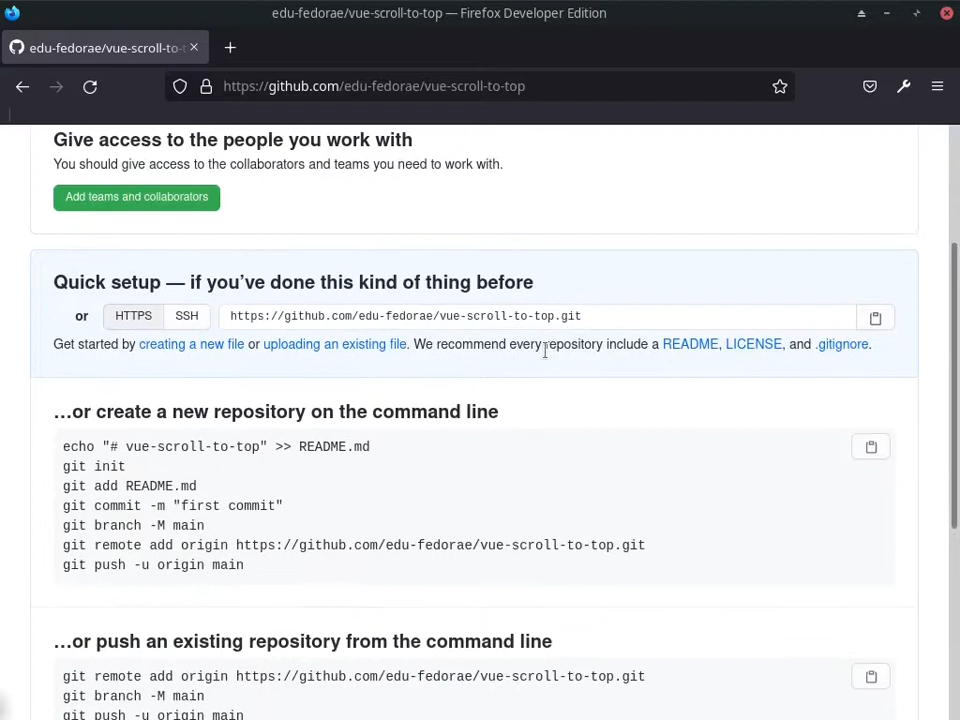 edu-fedorae/vue-scroll-to-top — Firefox Developer Edition
edu-fedorae/vue-scroll-to-t
https://github.com/edu-fedorae/vue-scroll-to-top
Give access to the people you work with
You should give access to the collaborators and teams you need to work with.
Add teams and collaborators
Quick setup — if you’ve done this kind of thing before
or HTTPS SSH https://github.com/edu-fedorae/vue-scroll-to-top.git
Get started by creating a new file or uploading an existing file. We recommend every repository include a README, LICENSE, and .gitignore.
…or create a new repository on the command line
echo "# vue-scroll-to-top" >> README.md
git init
git add README.md
git commit -m "first commit"
git branch -M main
git remote add origin https://github.com/edu-fedorae/vue-scroll-to-top.git
git push -u origin main
…or push an existing repository from the command line
git remote add origin https://github.com/edu-fedorae/vue-scroll-to-top.git
git branch -M main
git push -u origin main